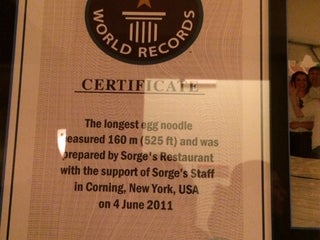 WORLD RECORDS
CERTIFICATE
The longest egg noodle
measured 160 m (525 ft) and was
prepared by Sorge's Restaurant
with the support of Sorge's Staff
in Corning, New York, USA
on 4 June 2011